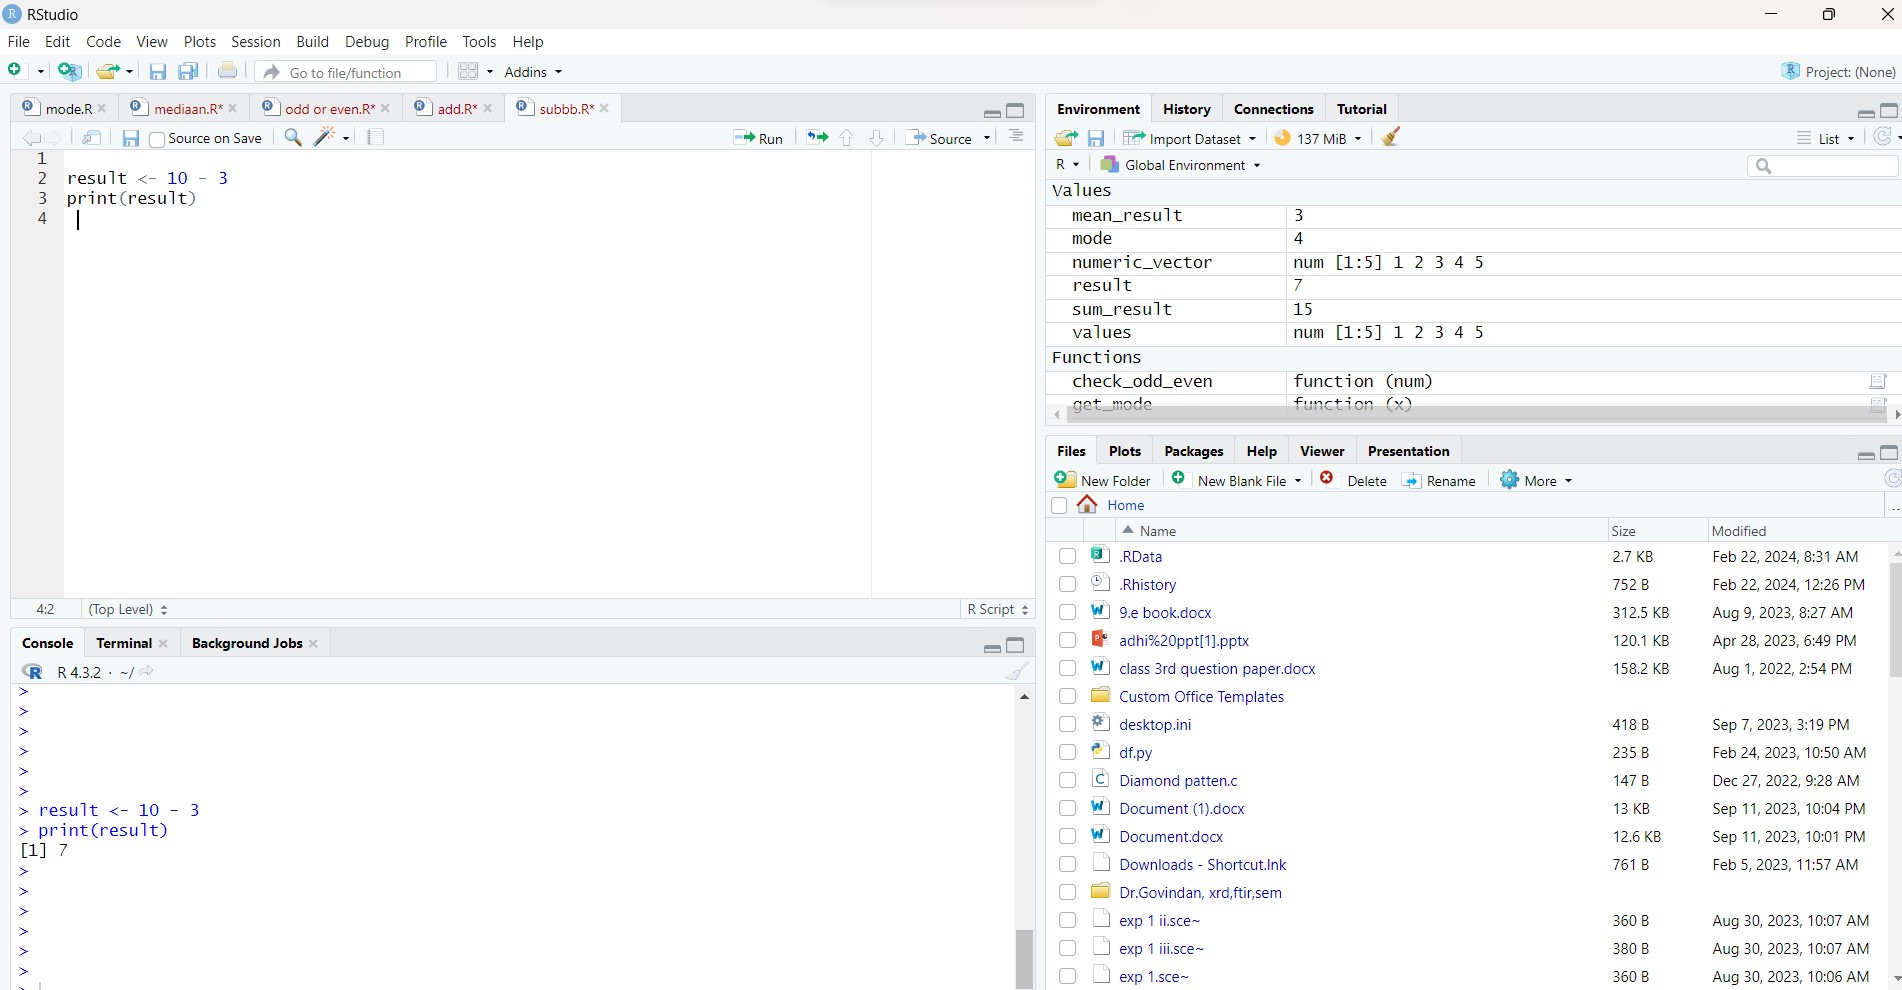 RStudio
File Edit Code View Plots Session Build Debug Profile Tools Help
Go to file/function Addins Project: (None)
mode.R mediaan.R* odd or even.R* add.R* subbb.R*
Source on Save Run Source
1
2 result <- 10 - 3
3 print(result)
4
4:2 (Top Level) R Script
Console Terminal Background Jobs
R 4.3.2 · ~/
>
>
>
>
>
>
> result <- 10 - 3
> print(result)
[1] 7
>
>
>
>
>
>
>
Environment History Connections Tutorial
Import Dataset 137 MiB List
R Global Environment
Values
mean_result 3
mode 4
numeric_vector num [1:5] 1 2 3 4 5
result 7
sum_result 15
values num [1:5] 1 2 3 4 5
Functions
check_odd_even function (num)
get_mode function (x)
Files Plots Packages Help Viewer Presentation
New Folder New Blank File Delete Rename More
Home ..
Name Size Modified
.RData 2.7 KB Feb 22, 2024, 8:31 AM
.Rhistory 752 B Feb 22, 2024, 12:26 PM
9.e book.docx 312.5 KB Aug 9, 2023, 8:27 AM
adhi%20ppt[1].pptx 120.1 KB Apr 28, 2023, 6:49 PM
class 3rd question paper.docx 158.2 KB Aug 1, 2022, 2:54 PM
Custom Office Templates
desktop.ini 418 B Sep 7, 2023, 3:19 PM
df.py 235 B Feb 24, 2023, 10:50 AM
Diamond patten.c 147 B Dec 27, 2022, 9:28 AM
Document (1).docx 13 KB Sep 11, 2023, 10:04 PM
Document.docx 12.6 KB Sep 11, 2023, 10:01 PM
Downloads - Shortcut.lnk 761 B Feb 5, 2023, 11:57 AM
Dr.Govindan, xrd,ftir,sem
exp 1 ii.sce~ 360 B Aug 30, 2023, 10:07 AM
exp 1 iii.sce~ 380 B Aug 30, 2023, 10:07 AM
exp 1.sce~ 360 B Aug 30, 2023, 10:06 AM